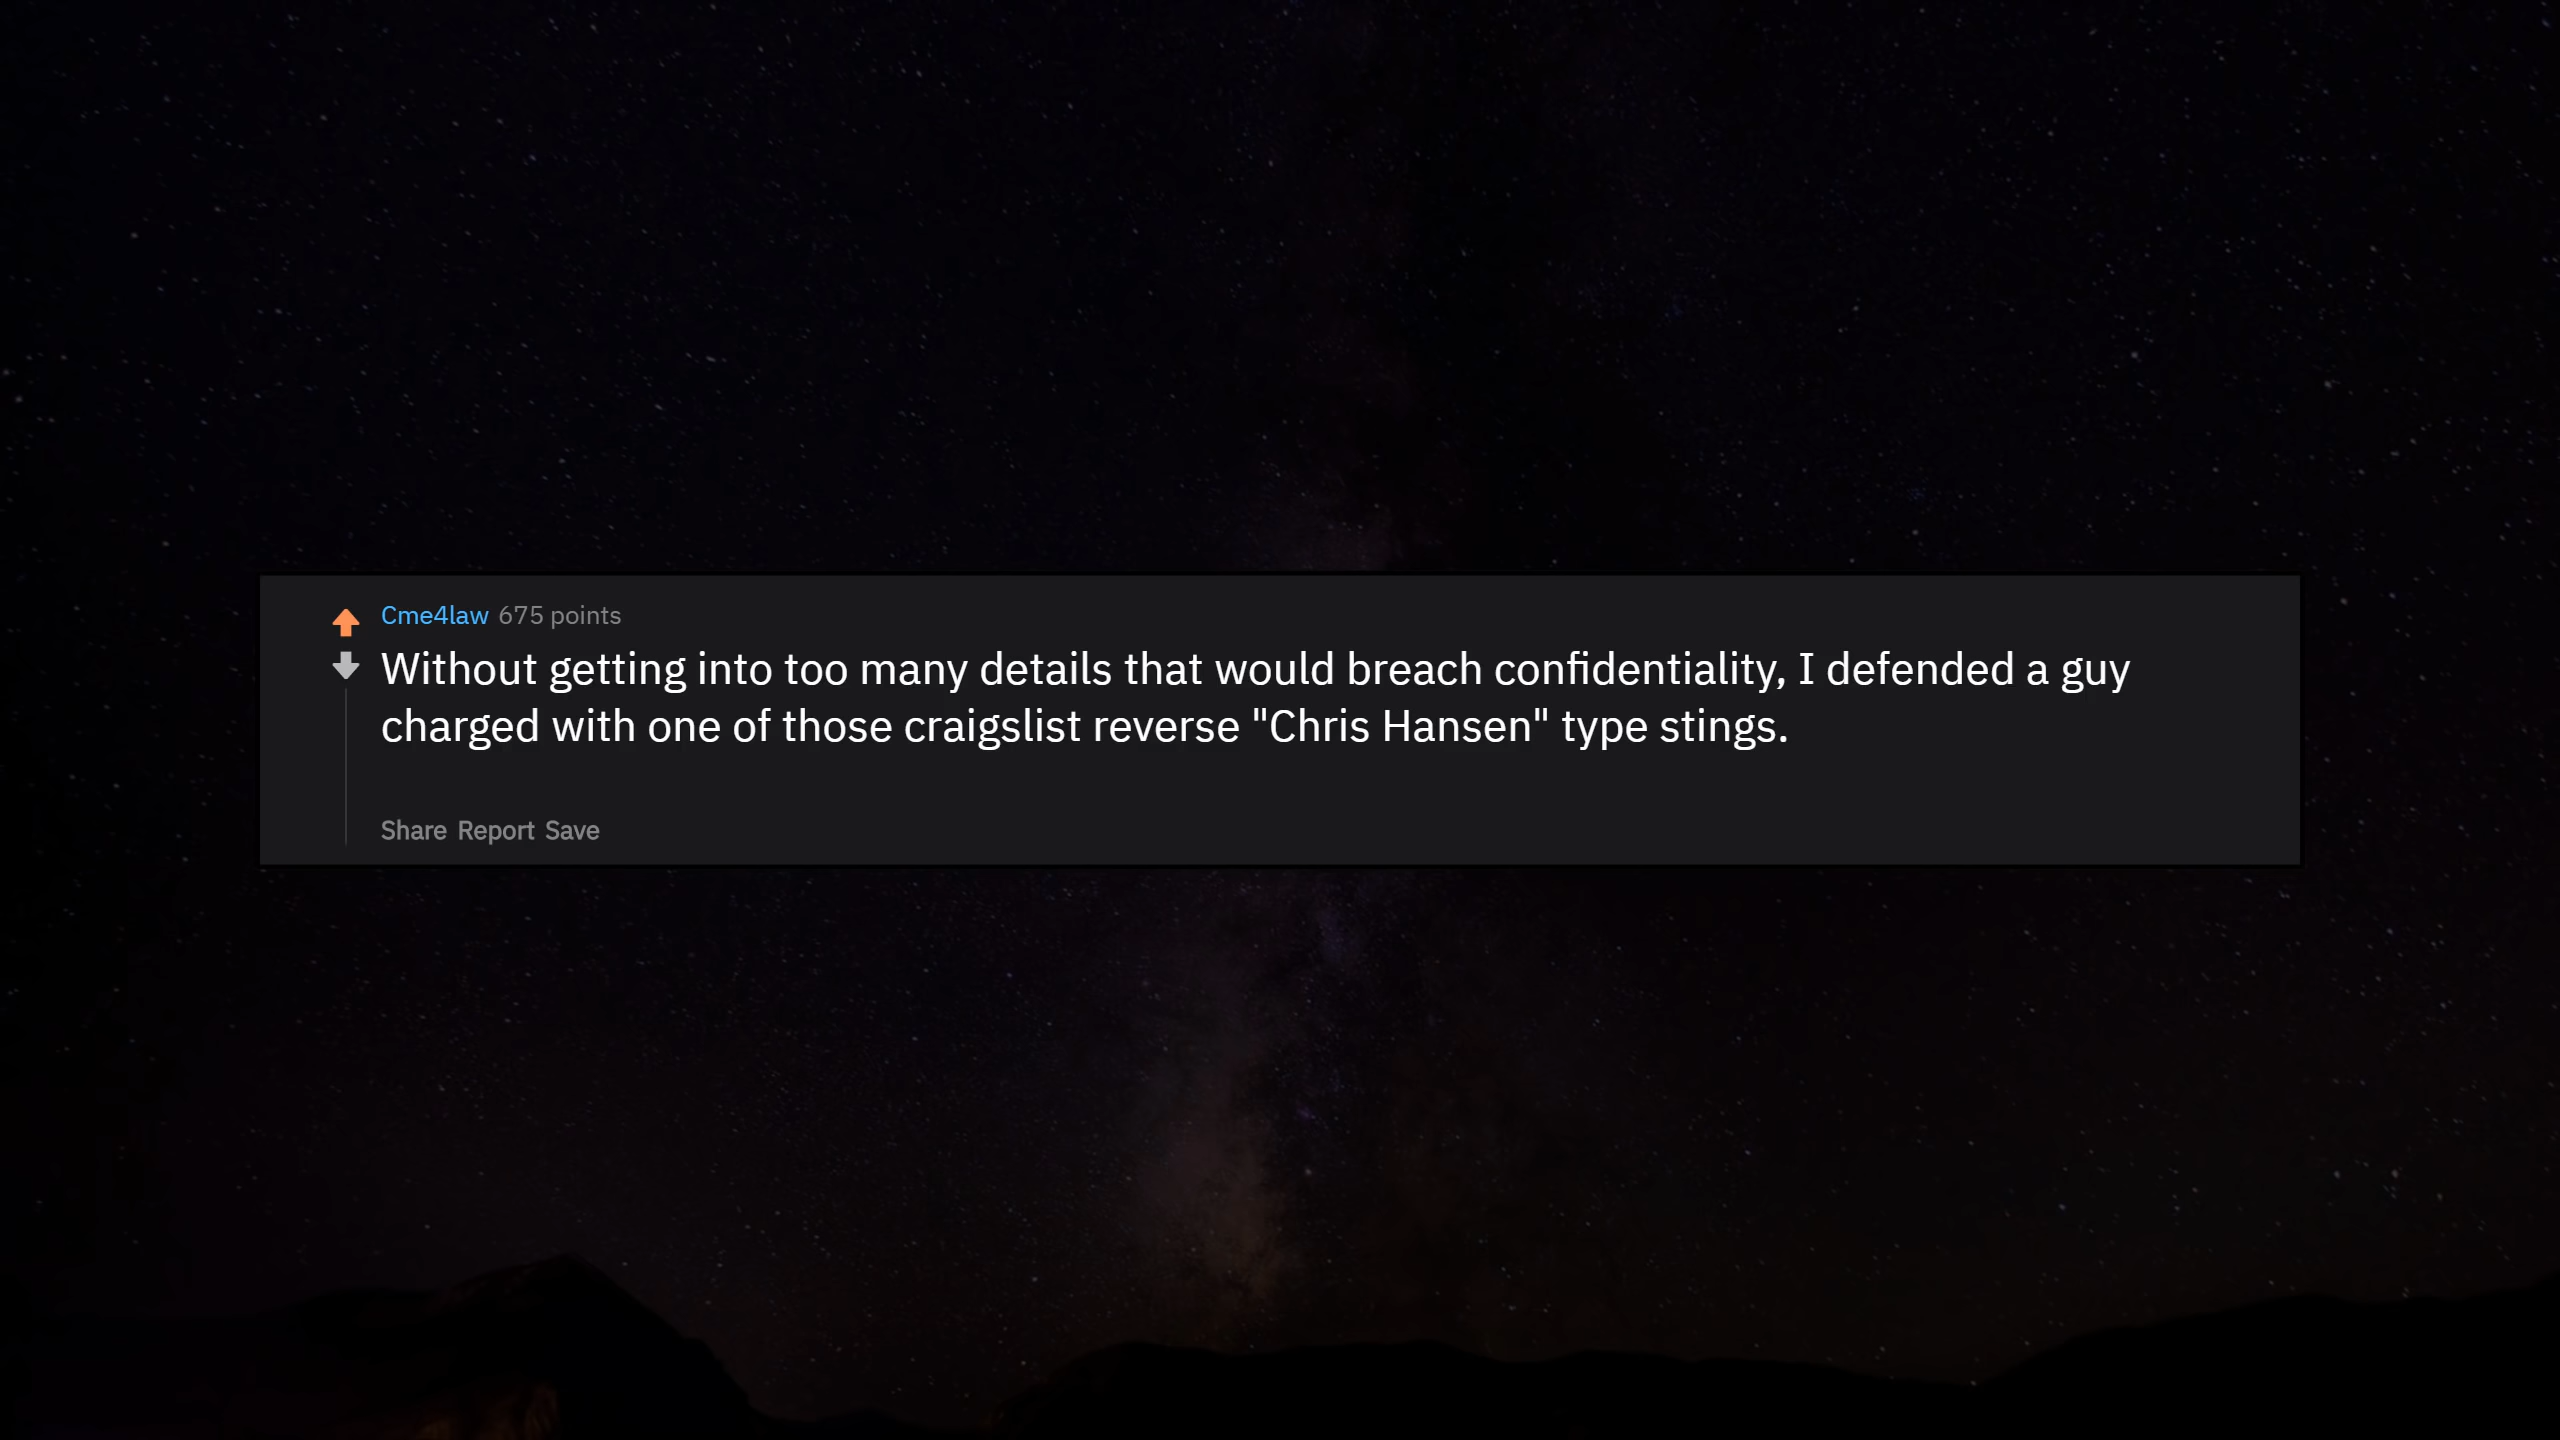 Cme4law 675 points
Without getting into too many details that would breach confidentiality, I defended a guy
charged with one of those craigslist reverse "Chris Hansen" type stings.
Share Report Save